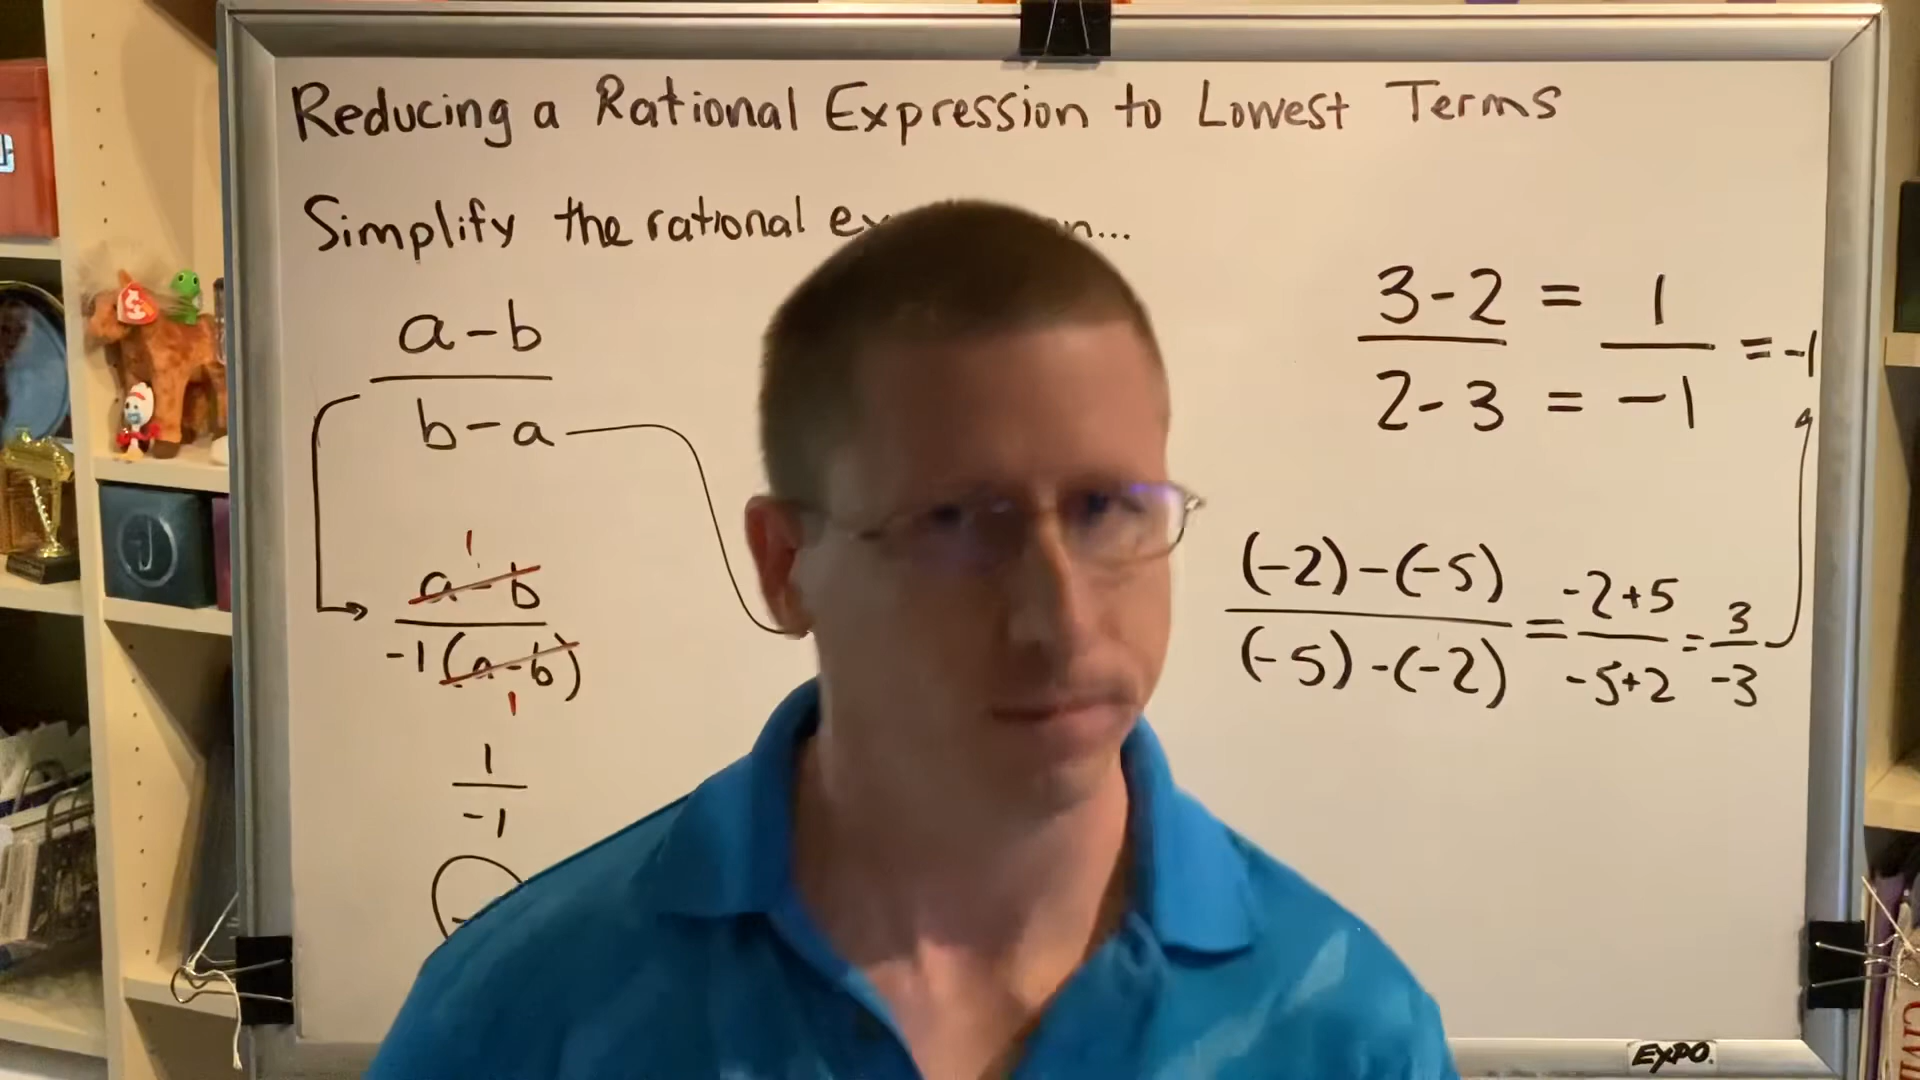 Reducing a Rational Expression to Lowest Terms
Simplify the rational
a-b
b-a
1
a-b
-1(a-b)
1
1
-1
3-2 = 1
2-3 = -1
= -1
(-2)-(-5)
(-5)-(-2)
= -2+5
-5+2
= 3
-3
EXPO